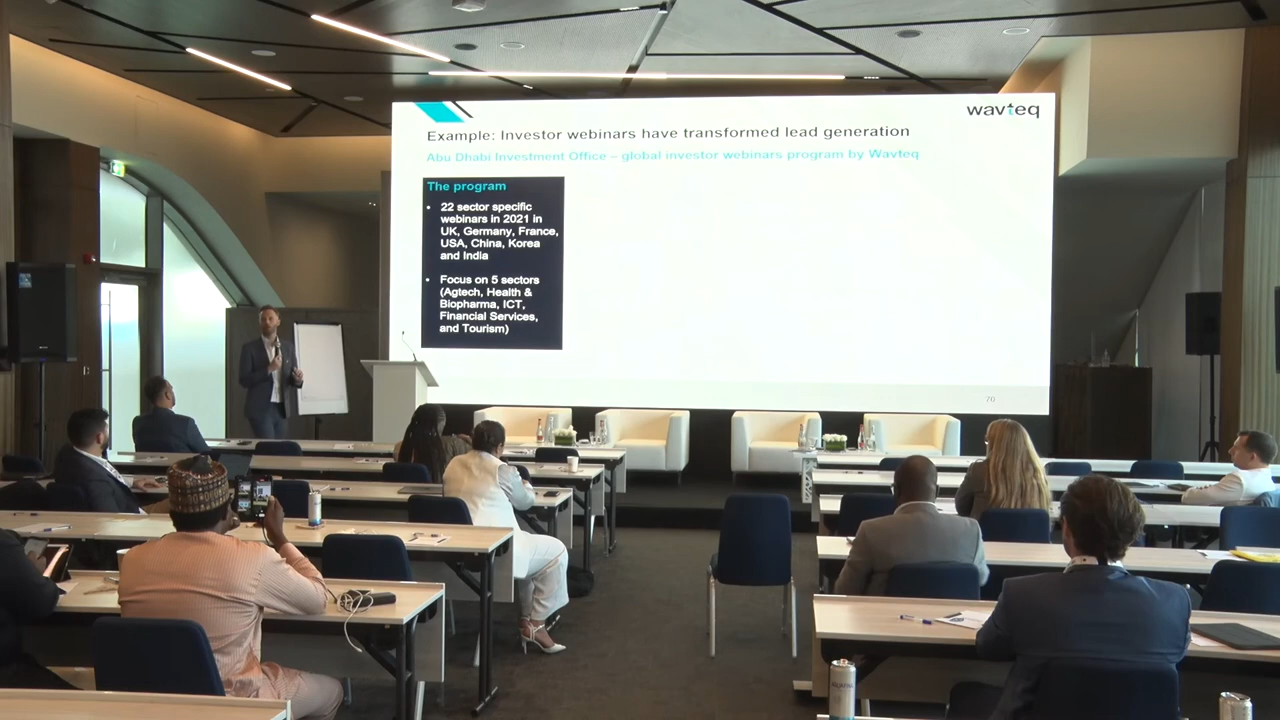 wavteq
Example: Investor webinars have transformed lead generation
Abu Dhabi Investment Office – global investor webinars program by Wavteq
The program
• 22 sector specific
webinars in 2021 in
UK, Germany, France,
USA, China, Korea
and India
• Focus on 5 sectors
(Agtech, Health &
Biopharma, ICT,
Financial Services,
and Tourism)
70